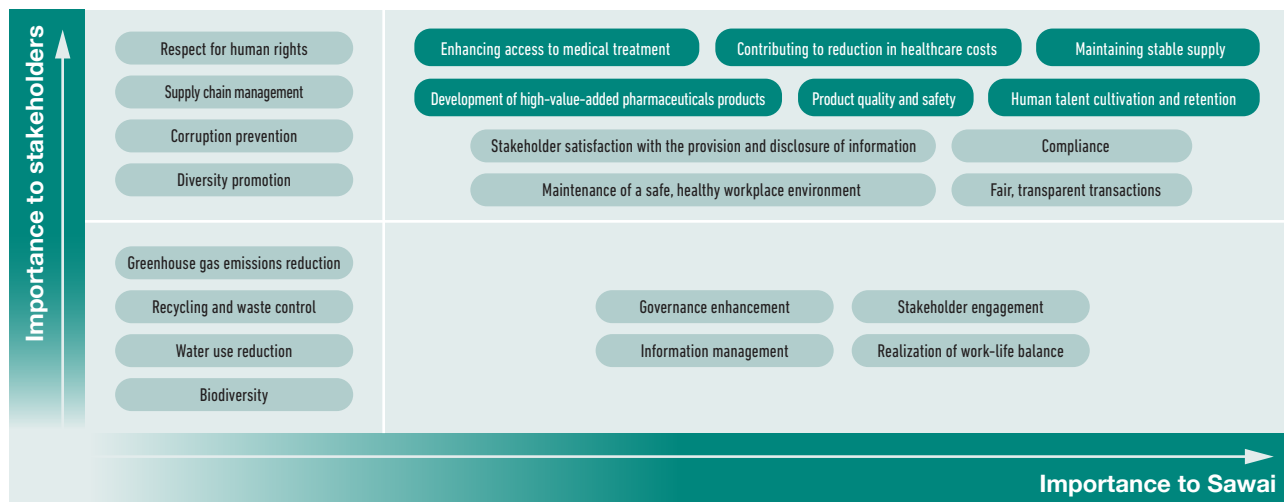 Importance to stakeholders
Respect for human rights
Supply chain management
Corruption prevention
Diversity promotion
Enhancing access to medical treatment
Contributing to reduction in healthcare costs
Maintaining stable supply
Development of high-value-added pharmaceuticals products
Product quality and safety
Human talent cultivation and retention
Stakeholder satisfaction with the provision and disclosure of information
Compliance
Maintenance of a safe, healthy workplace environment
Fair, transparent transactions
Greenhouse gas emissions reduction
Recycling and waste control
Water use reduction
Biodiversity
Governance enhancement
Stakeholder engagement
Information management
Realization of work-life balance
Importance to Sawai